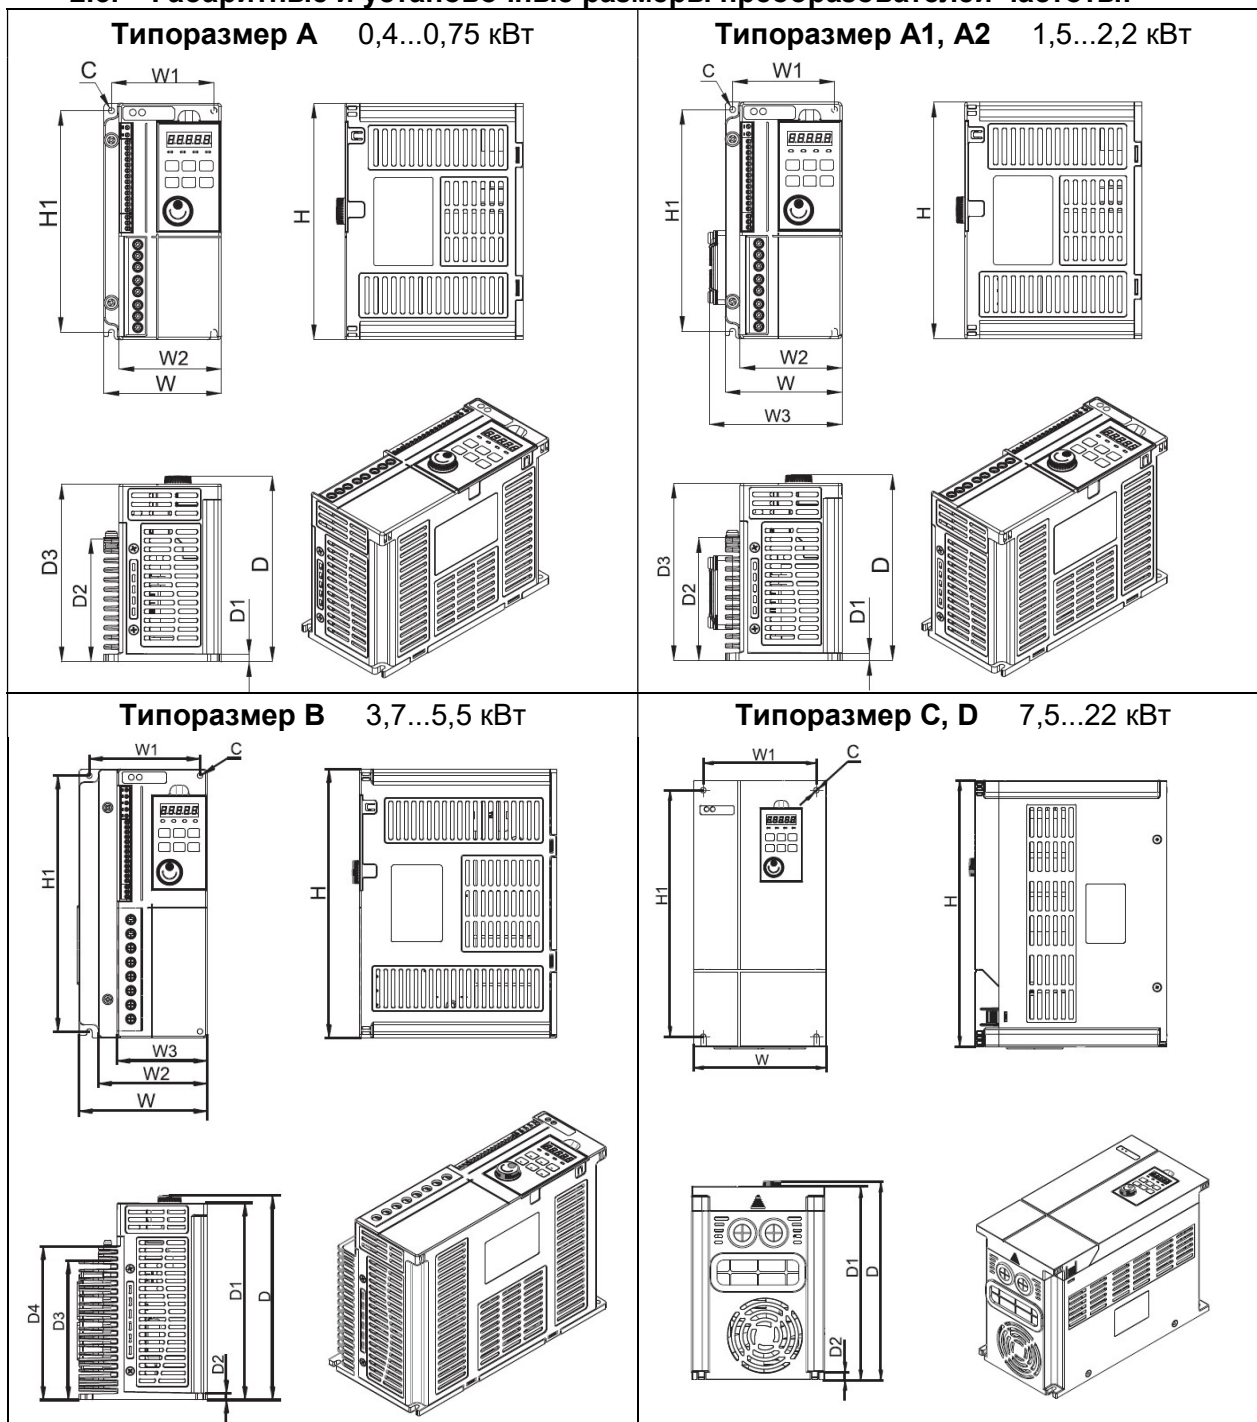 Типоразмер A 0,4...0,75 кВт
C
W1
H1
H
W2
W
D3
D2
D1
D
Типоразмер A1, A2 1,5...2,2 кВт
C
W1
H1
H
W2
W
W3
D3
D2
D1
D
Типоразмер B 3,7...5,5 кВт
W1
C
H1
H
W3
W2
W
D4
D3
D2
D1
D
Типоразмер C, D 7,5...22 кВт
W1
C
H1
H
W
D1
D
D2